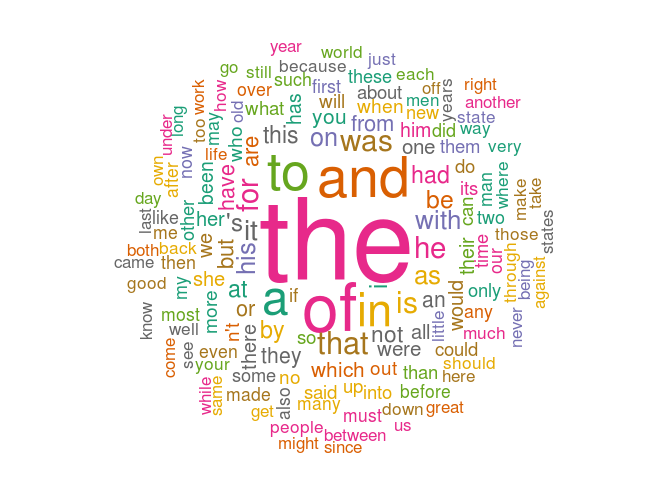 year
world
just
because
go
still
such
these
each
off
right
over
first
about
another
work
how
what
will
when
men
new
years
state
too
old
has
you
from
him
did
way
long
may
who
this
on
was
one
them
very
under
now
life
are
to
and
had
do
its
man
where
own
after
been
have
for
be
can
two
make
take
day
other
her
's
it
the
with
those
last
like
me
we
but
his
he
their
time
our
states
both
back
then
she
as
through
against
being
came
good
my
more
at
a
if
of
in
i
is
an
would
only
any
never
know
most
well
n't
or
by
so
that
not
all
little
much
see
even
there
they
were
could
come
your
some
no
which
out
than
should
here
while
same
made
get
also
said
many
up
into
before
must
down
great
people
between
us
might
since